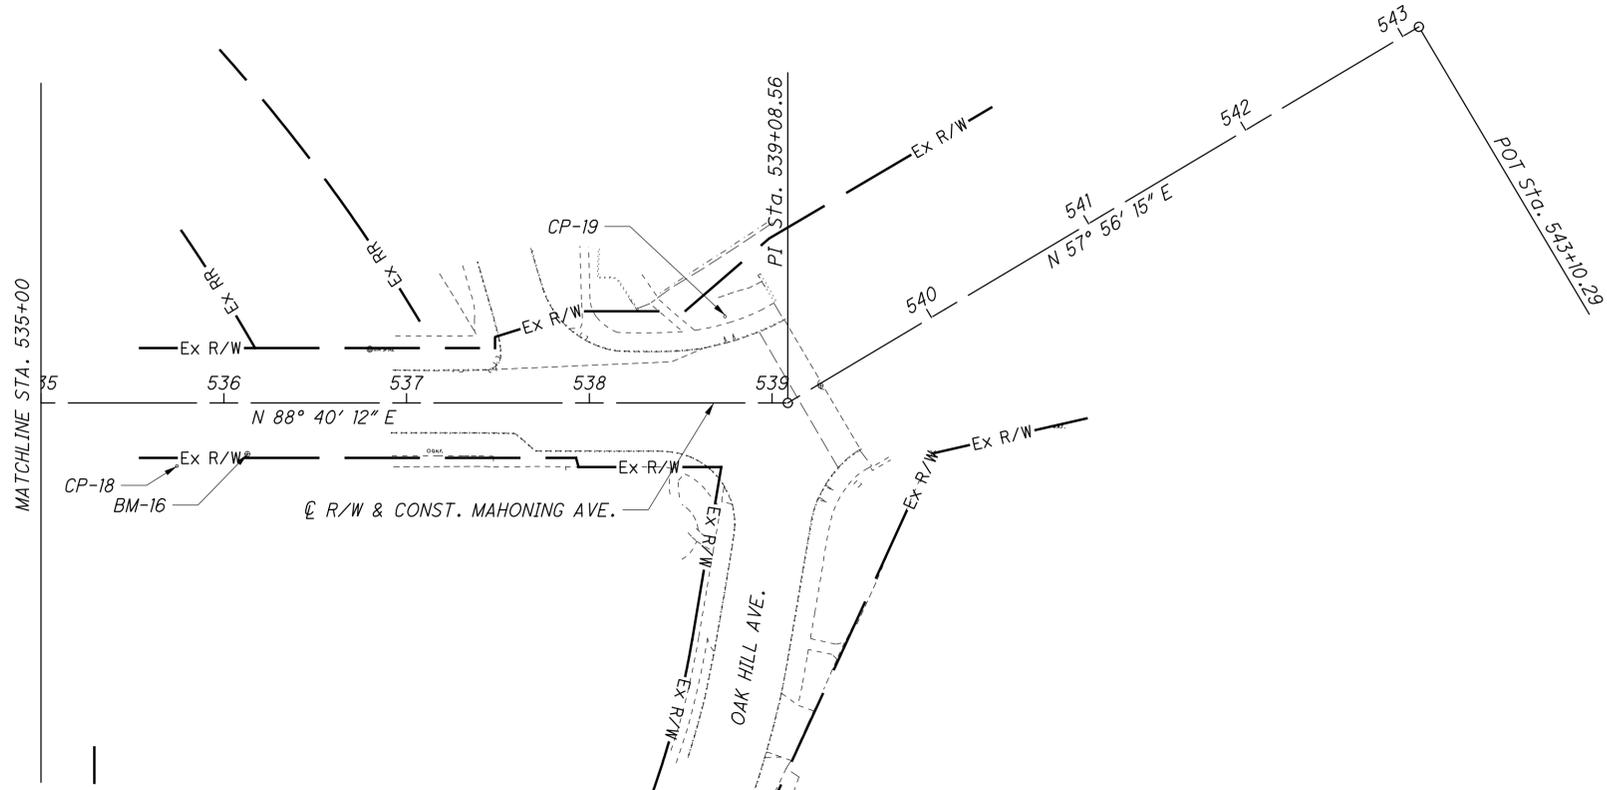 543
542
PI Sta. 539+08.56
Ex R/W
POT Sta. 543+10.29
541
N 57° 56' 15" E
CP-19
Ex RR
Ex RR
MATCHLINE STA. 535+00
540
Ex R/W
Ex R/W
35
536
537
538
539
N 88° 40' 12" E
Ex R/W
Ex R/W
Ex R/W
CP-18
BM-16
℄ R/W & CONST. MAHONING AVE.
Ex R/W
Ex R/W
OAK HILL AVE.
Ex R/W